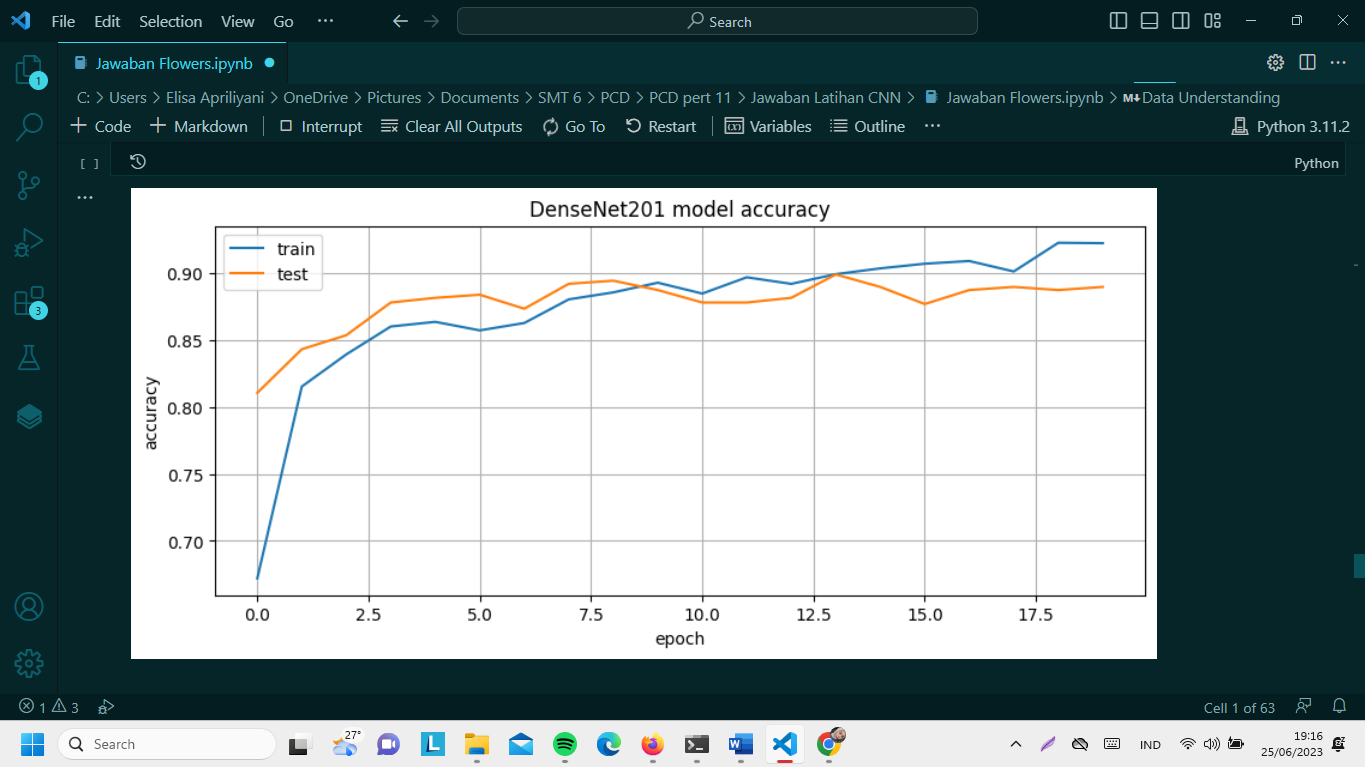 File Edit Selection View Go ··· Search
Jawaban Flowers.ipynb
1
C: > Users > Elisa Apriliyani > OneDrive > Pictures > Documents > SMT 6 > PCD > PCD pert 11 > Jawaban Latihan CNN > Jawaban Flowers.ipynb > M↓ Data Understanding
+ Code + Markdown Interrupt Clear All Outputs Go To Restart Variables Outline ··· Python 3.11.2
[ ] Python
···
DenseNet201 model accuracy
train
test
0.90
0.85
0.80
0.75
0.70
accuracy
0.0 2.5 5.0 7.5 10.0 12.5 15.0 17.5
epoch
3
1 3 Cell 1 of 63
Search 27° L W IND 19:16
25/06/2023